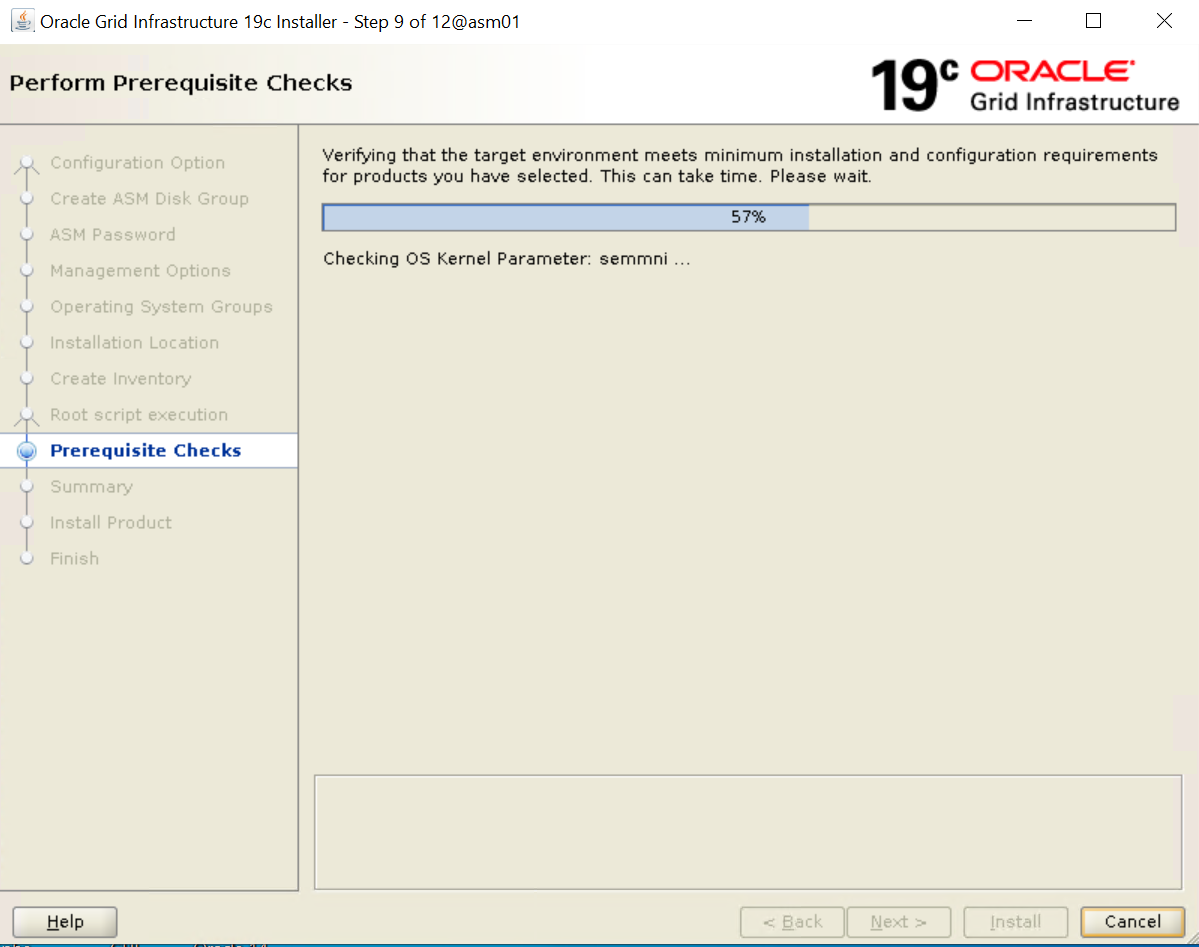 Oracle Grid Infrastructure 19c Installer - Step 9 of 12@asm01
Perform Prerequisite Checks
19c ORACLE
Grid Infrastructure
Configuration Option
Create ASM Disk Group
ASM Password
Management Options
Operating System Groups
Installation Location
Create Inventory
Root script execution
Prerequisite Checks
Summary
Install Product
Finish
Verifying that the target environment meets minimum installation and configuration requirements
for products you have selected. This can take time. Please wait.
57%
Checking OS Kernel Parameter: semmni ...
Help
< Back
Next >
Install
Cancel